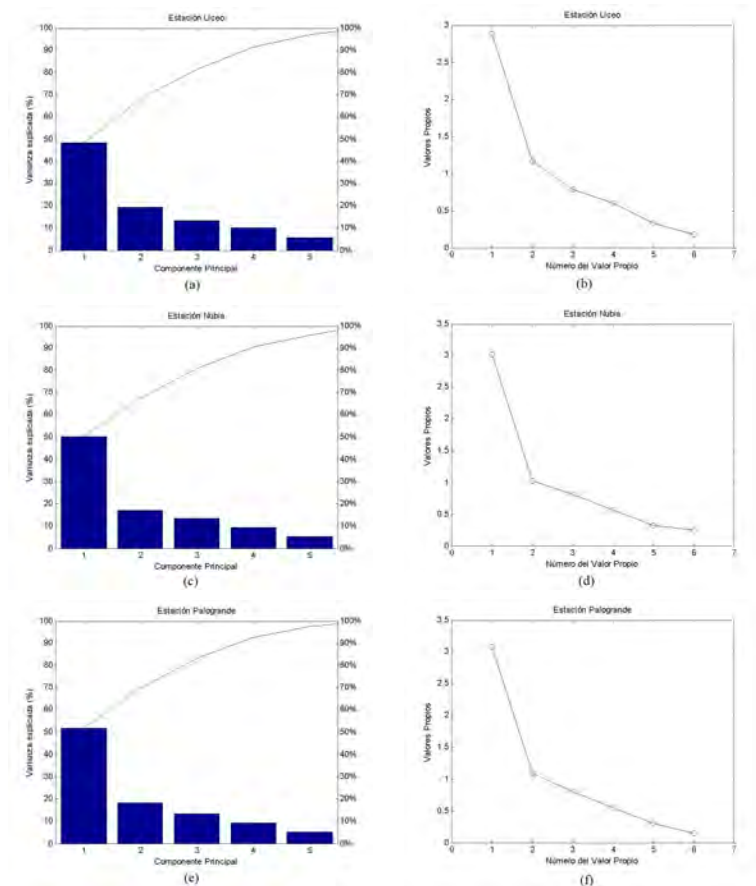 Estación Liceo
100
90
80
70
60
50
40
30
20
10
0
100%
90%
80%
70%
60%
50%
40%
30%
20%
10%
0%
Varianza explicada (%)
1 2 3 4 5
Componente Principal
(a)
Estación Liceo
3
2.5
2
1.5
1
0.5
0
Valores Propios
0 1 2 3 4 5 6 7
Número del Valor Propio
(b)
Estación Nubia
100
90
80
70
60
50
40
30
20
10
0
100%
90%
80%
70%
60%
50%
40%
30%
20%
10%
0%
Varianza explicada (%)
1 2 3 4 5
Componente Principal
(c)
Estación Nubia
3.5
3
2.5
2
1.5
1
0.5
0
Valores Propios
0 1 2 3 4 5 6 7
Número del Valor Propio
(d)
Estación Palogrande
100
90
80
70
60
50
40
30
20
10
0
100%
90%
80%
70%
60%
50%
40%
30%
20%
10%
0%
Varianza explicada (%)
1 2 3 4 5
Componente Principal
(e)
Estación Palogrande
3.5
3
2.5
2
1.5
1
0.5
0
Valores Propios
0 1 2 3 4 5 6 7
Número del Valor Propio
(f)